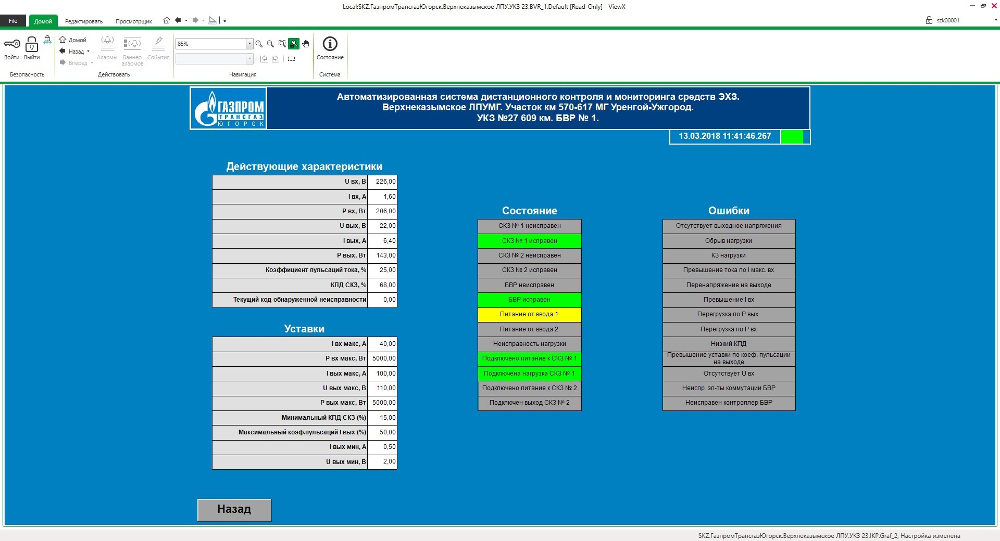 Local:SKZ.ГазпромТрансгазЮгорск.Верхнеказымское ЛПУ.УКЗ 23.BVR_1.Default [Read-Only] - ViewX
File
Домой
Редактировать
Просмотрщик
szk00001
Войти
Выйти
Безопасность
Домой
Назад
Вперед
Алармы
Баннер
алармов
События
Действовать
85%
Навигация
Состояние
Система
ГАЗПРОМ
ТРАНСГАЗ
ЮГОРСК
Автоматизированная система дистанционного контроля и мониторинга средств ЭХЗ.
Верхнеказымское ЛПУМГ. Участок км 570-617 МГ Уренгой-Ужгород.
УКЗ №27 609 км. БВР № 1.
13.03.2018 11:41:46.267
Действующие характеристики
U вх, В 226,00
I вх, А 1,60
P вх, Вт 206,00
U вых, В 22,00
I вых, А 6,40
P вых, Вт 143,00
Коэффициент пульсаций тока, % 25,00
КПД СКЗ, % 68,00
Текущий код обнаруженной неисправности 0,00
Уставки
I вх макс, А 40,00
P вх макс, Вт 5000,00
I вых макс, А 100,00
U вых макс, В 110,00
P вых макс, Вт 5000,00
Минимальный КПД СКЗ (%) 15,00
Максимальный коэф.пульсаций I вых (%) 50,00
I вых мин, А 0,50
U вых мин, В 2,00
Состояние
СКЗ № 1 неисправен
СКЗ № 1 исправен
СКЗ № 2 неисправен
СКЗ № 2 исправен
БВР неисправен
БВР исправен
Питание от ввода 1
Питание от ввода 2
Неисправность нагрузки
Подключено питание к СКЗ № 1
Подключена нагрузка СКЗ № 1
Подключено питание к СКЗ № 2
Подключен выход СКЗ № 2
Ошибки
Отсутствует выходное напряжения
Обрыв нагрузки
КЗ нагрузки
Превышение тока по I макс. вх
Перенапряжение на выходе
Превышение I вх
Перегрузка по P вых.
Перегрузка по P вх
Низкий КПД
Превышение уставки по коеф. пульсации
на выходе
Отсутствует U вх
Неиспр. эл-ты коммутации БВР
Неисправен контроллер БВР
Назад
SKZ.ГазпромТрансгазЮгорск.Верхнеказымское ЛПУ.УКЗ 23.IKP.Graf_2, Настройка изменена